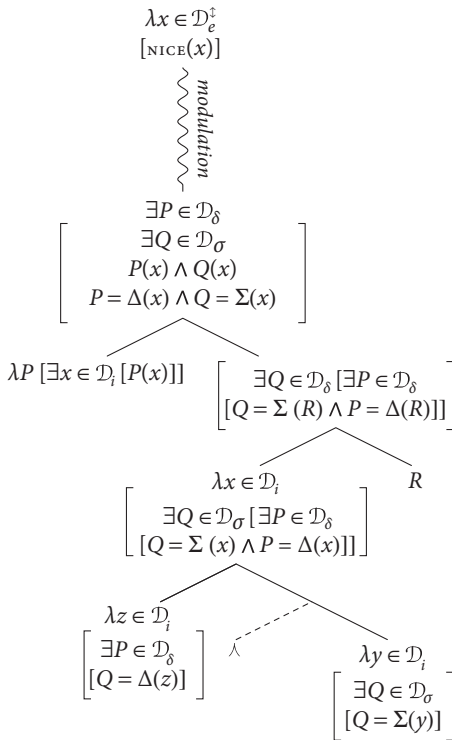 λx ∈ 𝒟ₑ↕
[NICE(x)]
modulation
∃P ∈ 𝒟δ
∃Q ∈ 𝒟σ
P(x) ∧ Q(x)
P = Δ(x) ∧ Q = Σ(x)
λP [∃x ∈ 𝒟ᵢ [P(x)]]
∃Q ∈ 𝒟δ [∃P ∈ 𝒟δ
[Q = Σ (R) ∧ P = Δ(R)]]
λx ∈ 𝒟ᵢ
R
∃Q ∈ 𝒟σ [ ∃P ∈ 𝒟δ
[Q = Σ (x) ∧ P = Δ(x)]]
λz ∈ 𝒟ᵢ
∃P ∈ 𝒟δ
[Q = Δ(z)]
⋏
λy ∈ 𝒟ᵢ
∃Q ∈ 𝒟σ
[Q = Σ(y)]